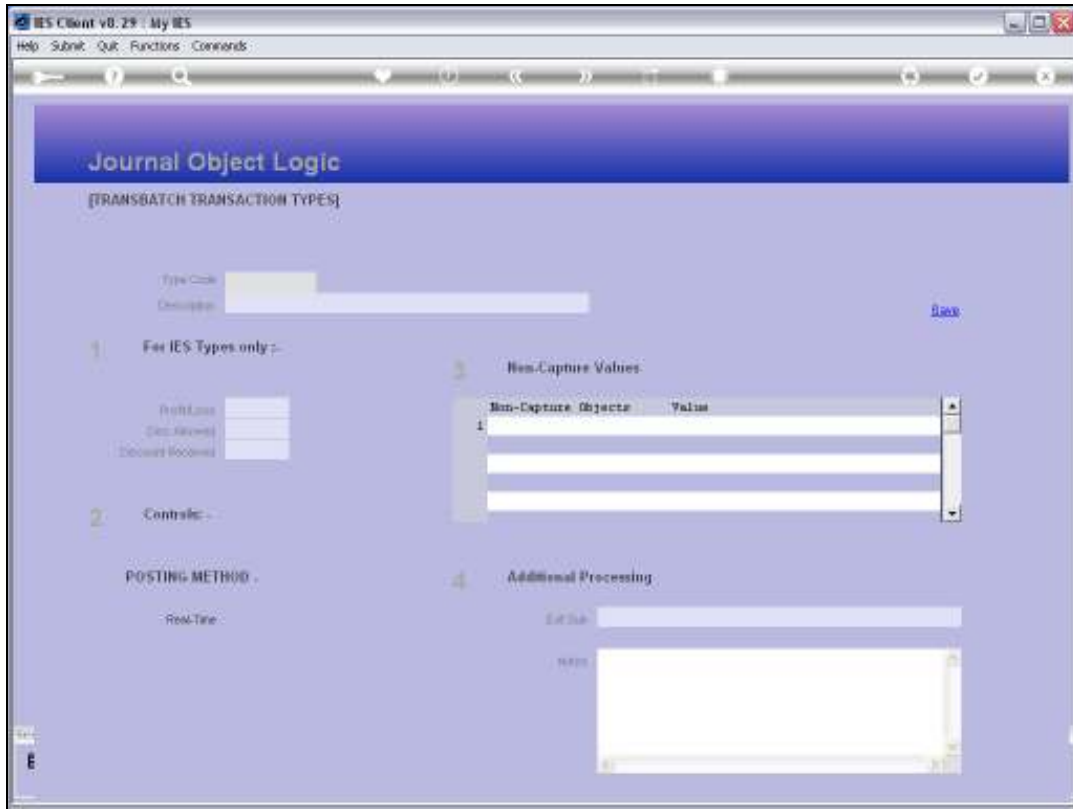 IES Client v8.29 : My IES
Help Submit Quit Functions Commands
Journal Object Logic
[TRANSBATCH TRANSACTION TYPES]
Type Code
Description
Save
1 For IES Types only :-
3 Non-Capture Values
Non-Capture Objects Value
1
Profit/Loss
Disc Allowed
Discount Received
2 Controls: -
POSTING METHOD -
4 Additional Processing
Real-Time
Exit Sub
Notes